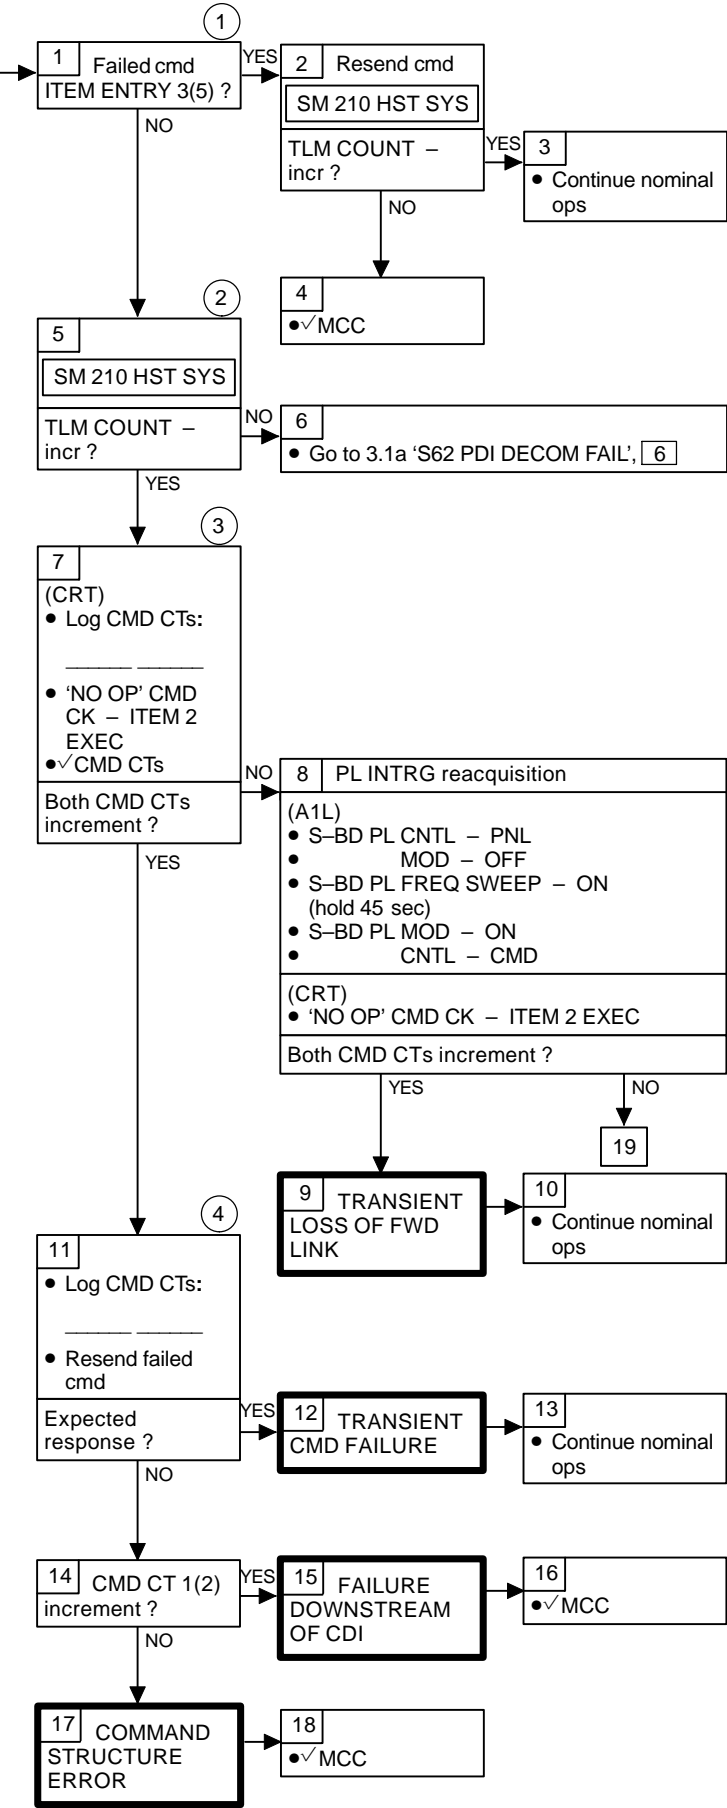 1
1 Failed cmd
ITEM ENTRY 3(5) ?
YES
NO
2 Resend cmd
SM 210 HST SYS
TLM COUNT –
incr ?
YES
NO
3
• Continue nominal
ops
4
•√MCC
2
5
SM 210 HST SYS
TLM COUNT –
incr ?
NO
YES
6
• Go to 3.1a ‘S62 PDI DECOM FAIL’, 6
3
7
(CRT)
• Log CMD CTs:
______ ______
• ‘NO OP’ CMD
CK – ITEM 2
EXEC
•√CMD CTs
Both CMD CTs
increment ?
NO
YES
8 PL INTRG reacquisition
(A1L)
• S–BD PL CNTL – PNL
• MOD – OFF
• S–BD PL FREQ SWEEP – ON
(hold 45 sec)
• S–BD PL MOD – ON
• CNTL – CMD
(CRT)
• ‘NO OP’ CMD CK – ITEM 2 EXEC
Both CMD CTs increment ?
YES
NO
19
9 TRANSIENT
LOSS OF FWD
LINK
10
• Continue nominal
ops
4
11
• Log CMD CTs:
______ ______
• Resend failed
cmd
Expected
response ?
YES
NO
12 TRANSIENT
CMD FAILURE
13
• Continue nominal
ops
14 CMD CT 1(2)
increment ?
YES
NO
15 FAILURE
DOWNSTREAM
OF CDI
16
•√MCC
17 COMMAND
STRUCTURE
ERROR
18
•√MCC